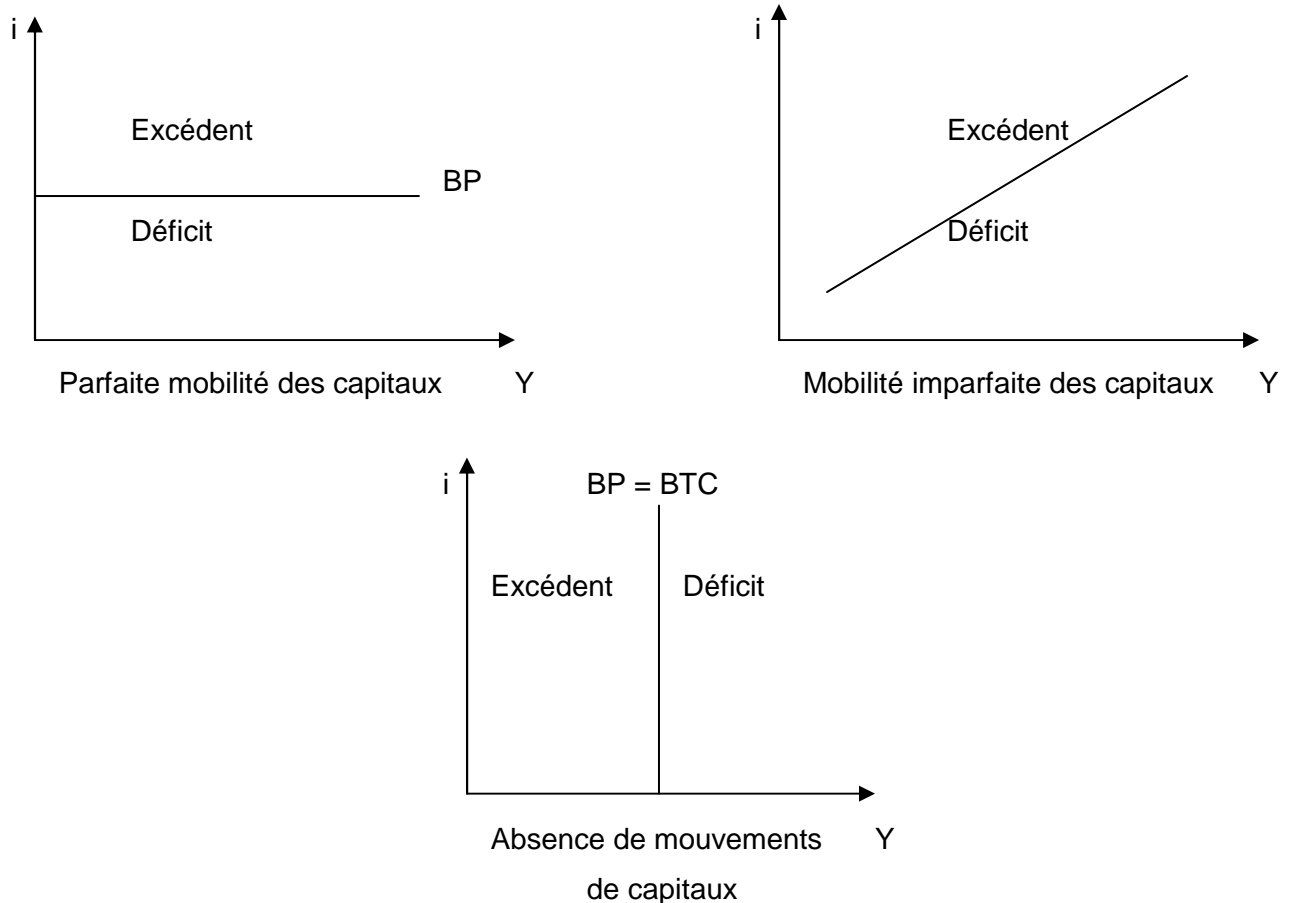 i
Excédent
BP
Déficit
Parfaite mobilité des capitaux Y
i
Excédent
Déficit
Mobilité imparfaite des capitaux Y
i
BP = BTC
Excédent Déficit
Absence de mouvements Y
de capitaux